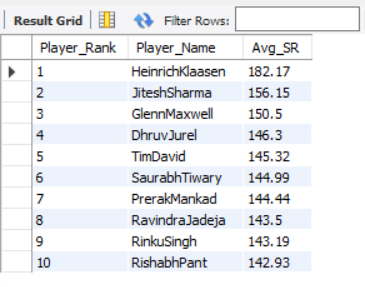 Result Grid Filter Rows:
Player_Rank Player_Name Avg_SR
1 HeinrichKlaasen 182.17
2 JiteshSharma 156.15
3 GlennMaxwell 150.5
4 DhruvJurel 146.3
5 TimDavid 145.32
6 SaurabhTiwary 144.99
7 PrerakMankad 144.44
8 RavindraJadeja 143.5
9 RinkuSingh 143.19
10 RishabhPant 142.93